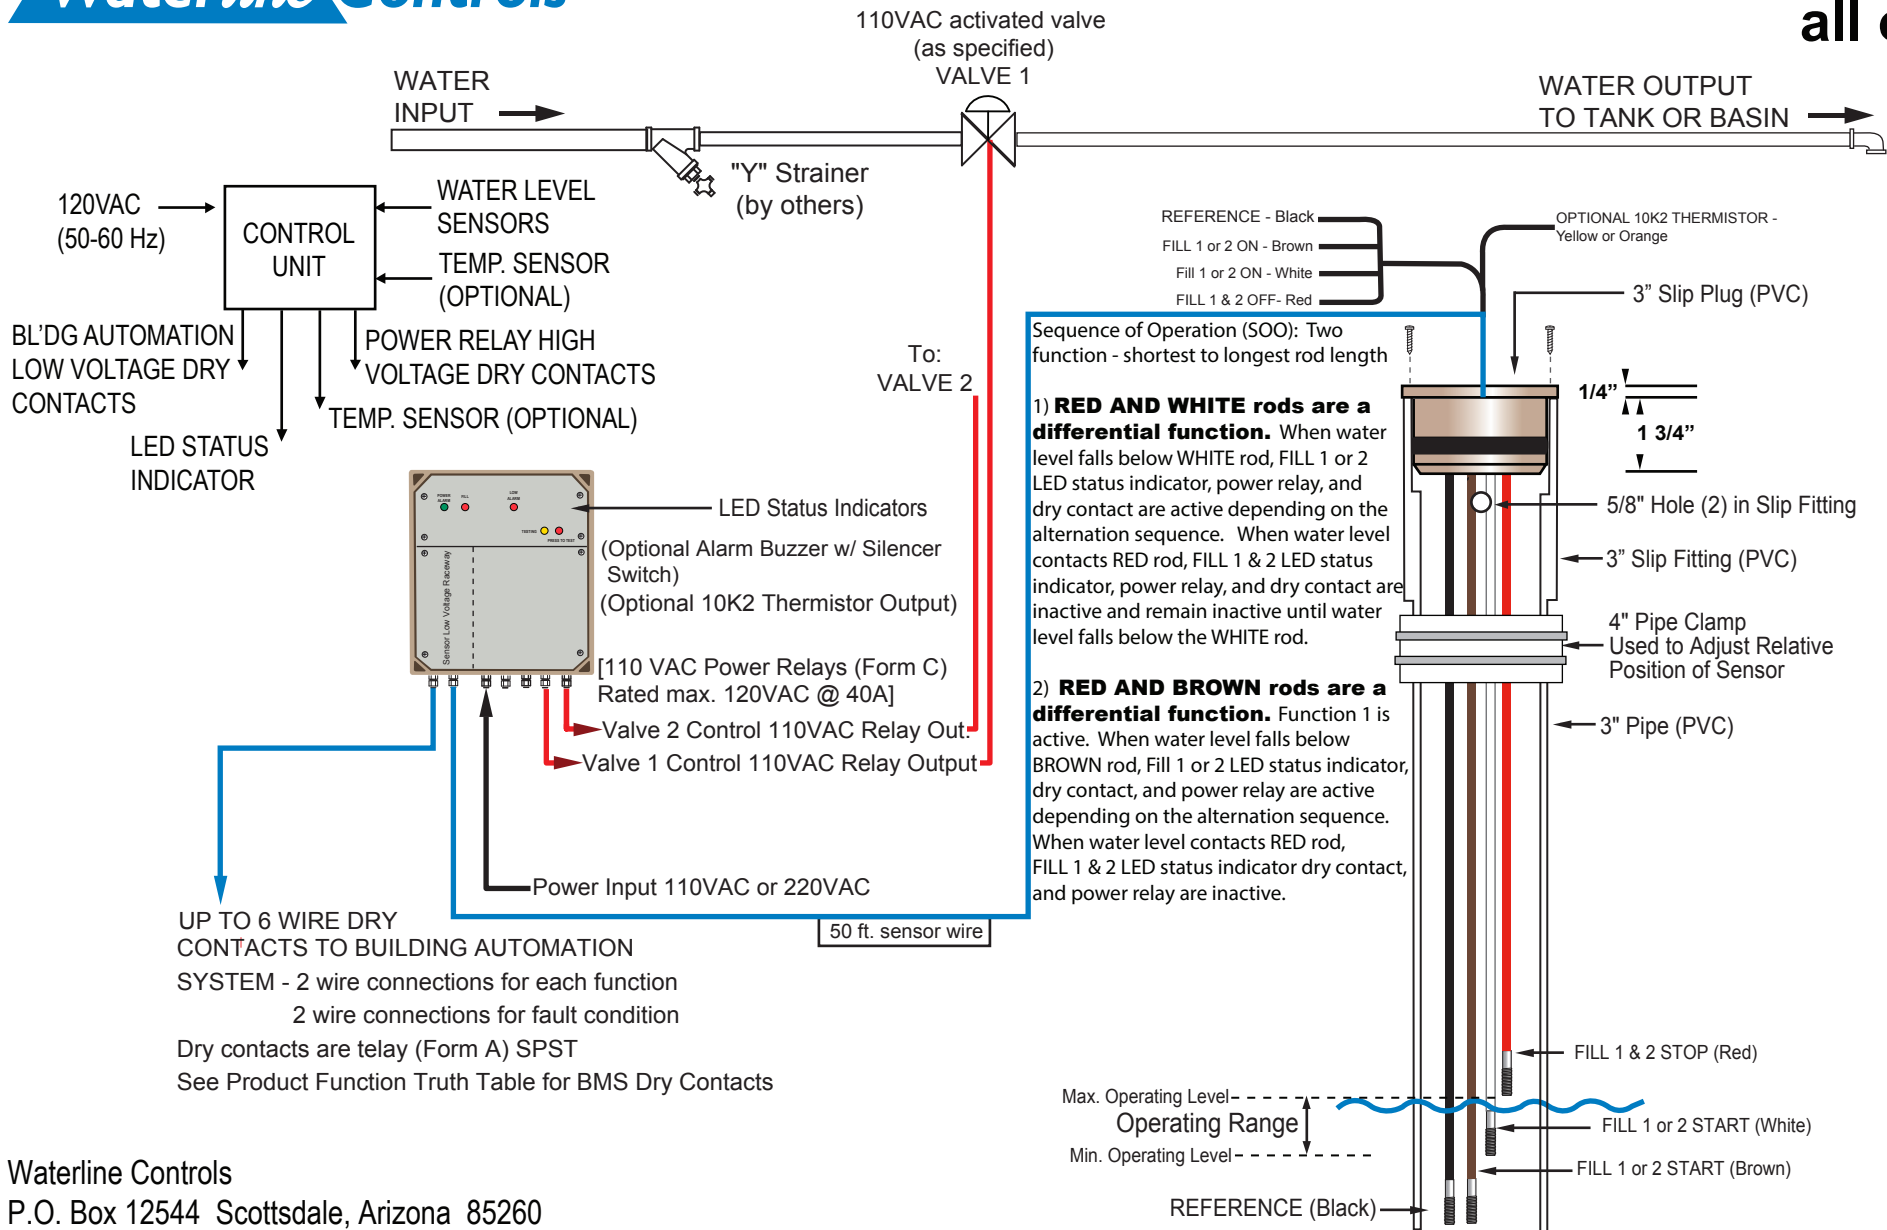 Waterline Controls
all
110VAC activated valve
(as specified)
VALVE 1
WATER
INPUT
WATER OUTPUT
TO TANK OR BASIN
"Y" Strainer
(by others)
120VAC
(50-60 Hz)
CONTROL
UNIT
WATER LEVEL
SENSORS
TEMP. SENSOR
(OPTIONAL)
BL'DG AUTOMATION
LOW VOLTAGE DRY
CONTACTS
POWER RELAY HIGH
VOLTAGE DRY CONTACTS
TEMP. SENSOR (OPTIONAL)
LED STATUS
INDICATOR
To:
VALVE 2
REFERENCE - Black
FILL 1 or 2 ON - Brown
Fill 1 or 2 ON - White
FILL 1 & 2 OFF- Red
OPTIONAL 10K2 THERMISTOR -
Yellow or Orange
3” Slip Plug (PVC)
1/4”
1 3/4”
5/8" Hole (2) in Slip Fitting
3” Slip Fitting (PVC)
4" Pipe Clamp
Used to Adjust Relative
Position of Sensor
3" Pipe (PVC)
Sequence of Operation (SOO): Two
function - shortest to longest rod length
1) RED AND WHITE rods are a
differential function. When water
level falls below WHITE rod, FILL 1 or 2
LED status indicator, power relay, and
dry contact are active depending on the
alternation sequence. When water level
contacts RED rod, FILL 1 & 2 LED status
indicator, power relay, and dry contact are
inactive and remain inactive until water
level falls below the WHITE rod.
2) RED AND BROWN rods are a
differential function. Function 1 is
active. When water level falls below
BROWN rod, Fill 1 or 2 LED status indicator,
dry contact, and power relay are active
depending on the alternation sequence.
When water level contacts RED rod,
FILL 1 & 2 LED status indicator dry contact,
and power relay are inactive.
POWER
ALARM
FILL
LOW
ALARM
TESTING
PRESS TO TEST
Sensor Low Voltage Raceway
LED Status Indicators
(Optional Alarm Buzzer w/ Silencer
Switch)
(Optional 10K2 Thermistor Output)
[110 VAC Power Relays (Form C)
Rated max. 120VAC @ 40A]
Valve 2 Control 110VAC Relay Out.
Valve 1 Control 110VAC Relay Output
Power Input 110VAC or 220VAC
50 ft. sensor wire
UP TO 6 WIRE DRY
CONTACTS TO BUILDING AUTOMATION
SYSTEM - 2 wire connections for each function
2 wire connections for fault condition
Dry contacts are telay (Form A) SPST
See Product Function Truth Table for BMS Dry Contacts
FILL 1 & 2 STOP (Red)
Max. Operating Level
Operating Range
Min. Operating Level
FILL 1 or 2 START (White)
FILL 1 or 2 START (Brown)
REFERENCE (Black)
Waterline Controls
P.O. Box 12544 Scottsdale, Arizona 85260